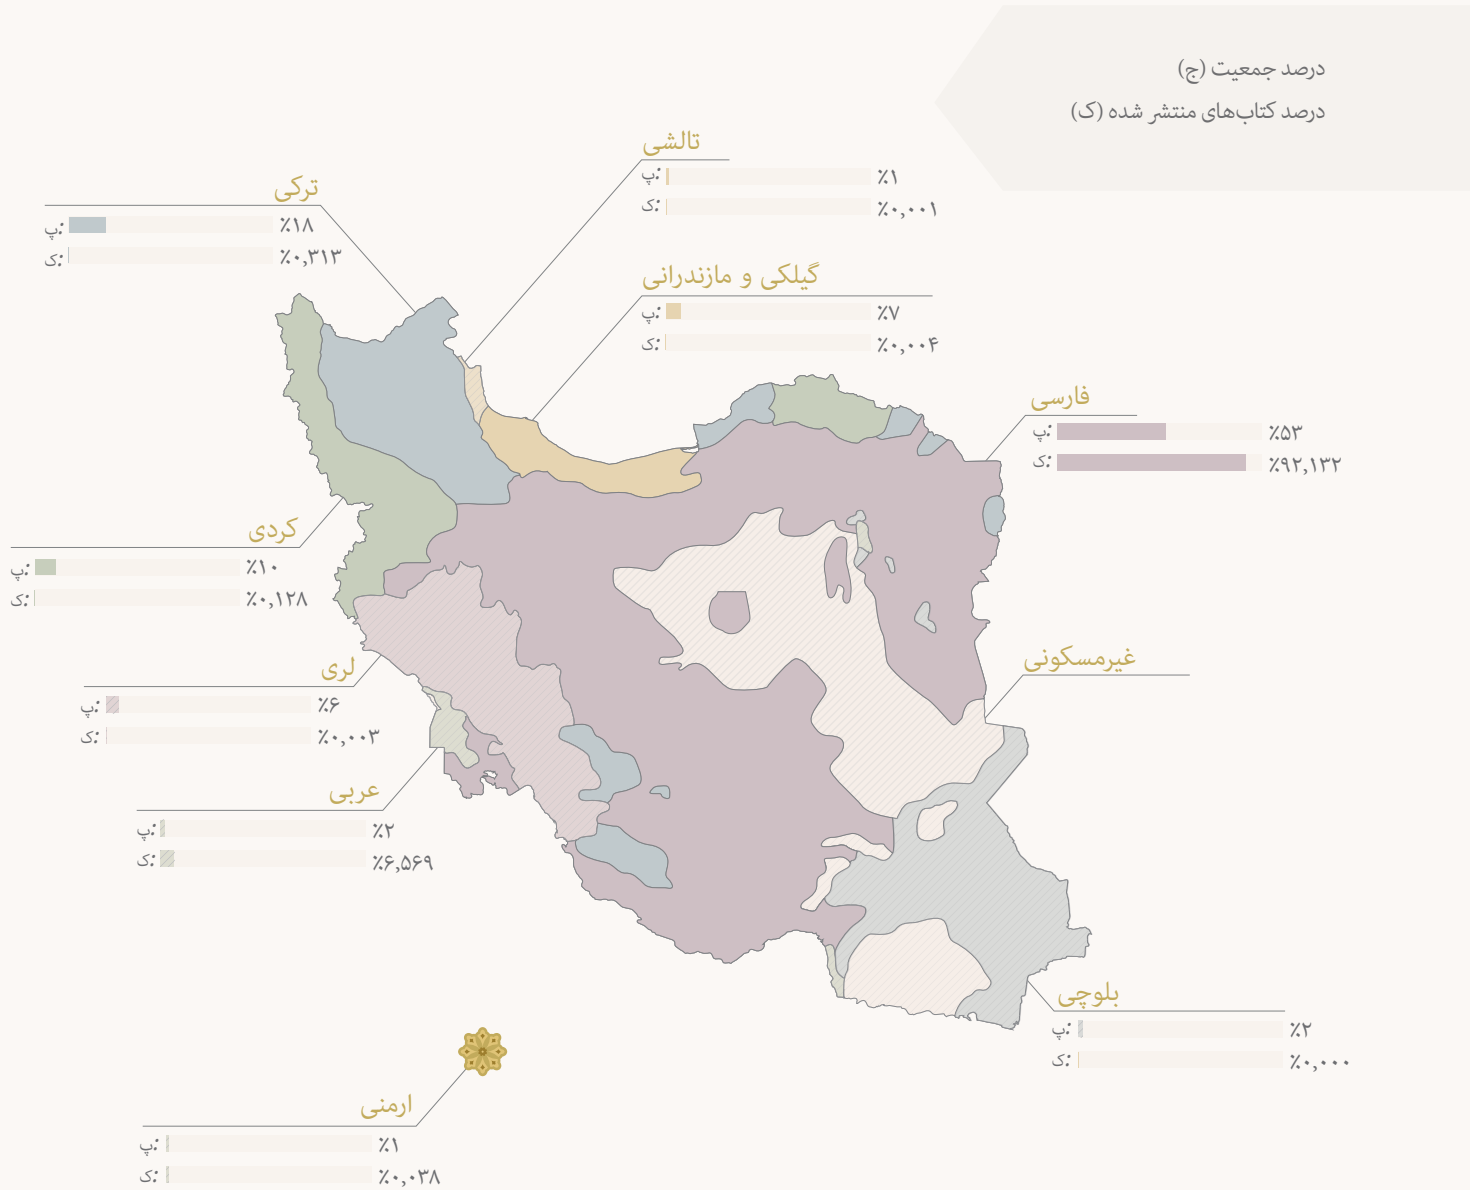 درصد جمعیت (ج)
درصد کتاب‌های منتشر شده (ک)
تالشی
پ: ٪۱
ک: ٪۰,۰۰۱
ترکی
پ: ٪۱۸
ک: ٪۰,۳۱۳
گیلکی و مازندرانی
پ: ٪۷
ک: ٪۰,۰۰۴
فارسی
پ: ٪۵۳
ک: ٪۹۲,۱۳۲
کردی
پ: ٪۱۰
ک: ٪۰,۱۲۸
غیرمسکونی
لری
پ: ٪۶
ک: ٪۰,۰۰۳
عربی
پ: ٪۲
ک: ٪۶,۵۶۹
بلوچی
پ: ٪۲
ک: ٪۰,۰۰۰
ارمنی
پ: ٪۱
ک: ٪۰,۰۳۸